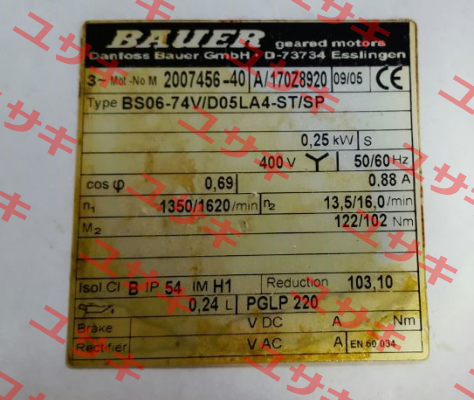 BAUER geared motors
Danfoss Bauer GmbH · D-73734 Esslingen
3~ Mot.-No M 2007456-40 A/170Z8920 09/05 CE
Type BS06-74V/D05LA4-ST/SP
0,25 kW S
400 V Y 50/60 Hz
cos φ 0,69 0.88 A
n1 1350/1620/min n2 13,5/16,0/min
M2 122/102 Nm
Isol.Cl B IP 54 IM H1 Reduction 103,10
0,24 L PGLP 220
Brake V DC A Nm
Rectifier V AC A EN 60 034
ユサキ
ユサキ
ユサキ
ユサキ
ユサキ
ユサキ